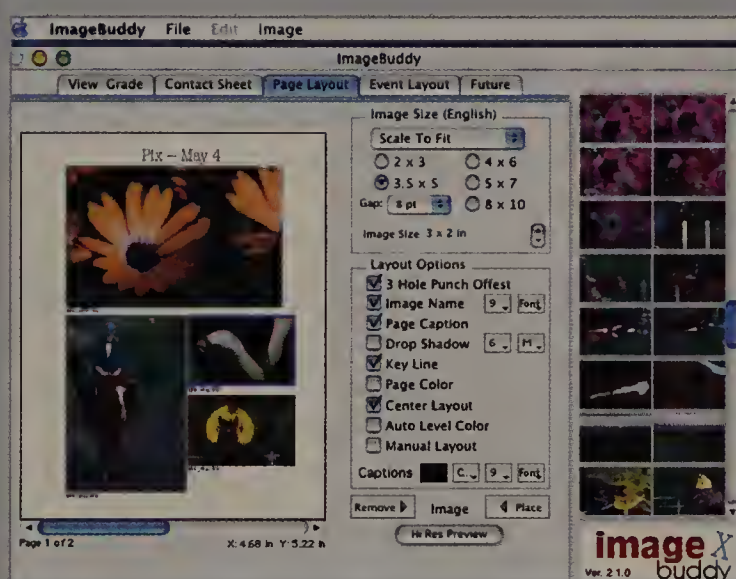 ImageBuddy File Edit Image
ImageBuddy
View Grade Contact Sheet Page Layout Event Layout Future
Pix – May 4
Image Size (English)
Scale To Fit
2 x 3 4 x 6
3.5 x 5 5 x 7
Gap: 8 pt 8 x 10
Image Size 3 x 2 in
Layout Options
3 Hole Punch Offest
Image Name 9 Font
Page Caption
Drop Shadow 6 M
Key Line
Page Color
Center Layout
Auto Level Color
Manual Layout
Captions C.. 9 Font
Remove Image Place
Hi Res Preview
Page 1 of 2 X: 4.68 in Y: 5.22 in
image X
buddy
Ver. 2.1.0